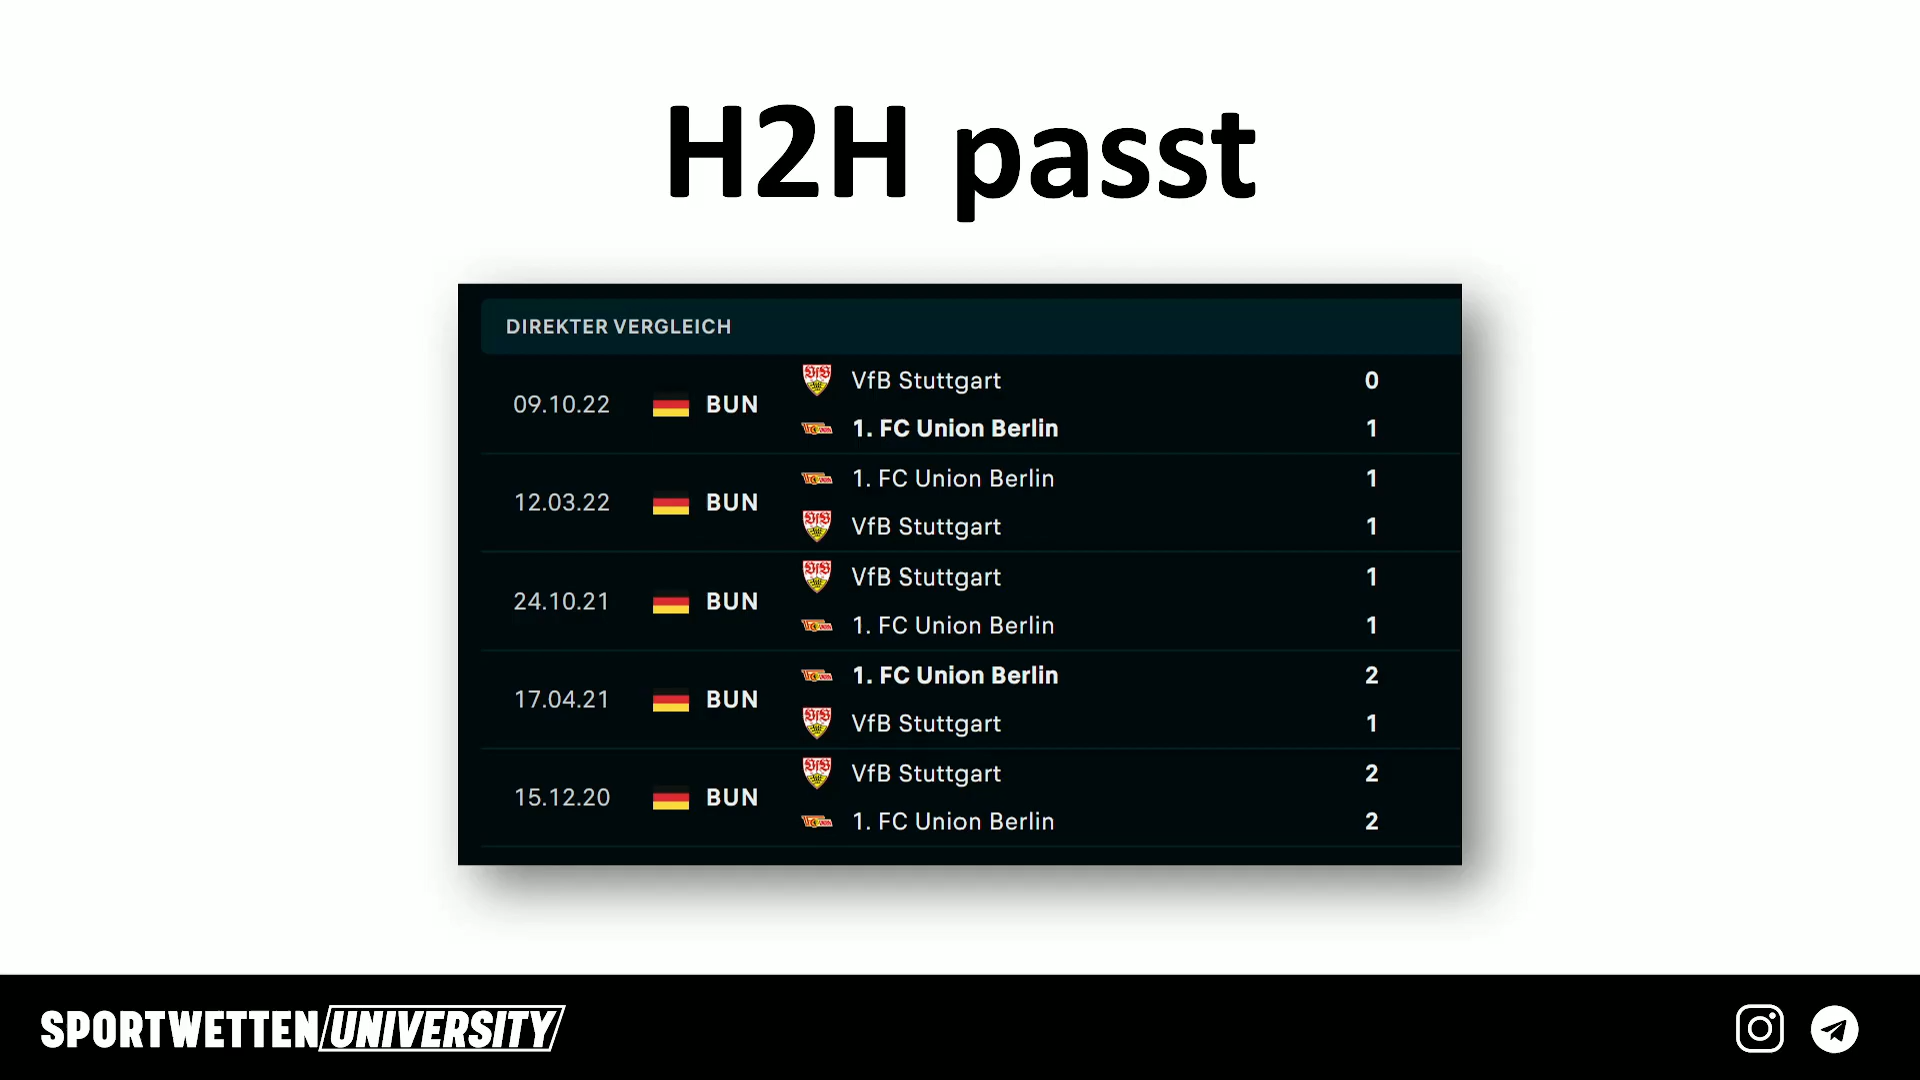 H2H passt
DIREKTER VERGLEICH
09.10.22 BUN VfB Stuttgart 0
1. FC Union Berlin 1
12.03.22 BUN 1. FC Union Berlin 1
VfB Stuttgart 1
24.10.21 BUN VfB Stuttgart 1
1. FC Union Berlin 1
17.04.21 BUN 1. FC Union Berlin 2
VfB Stuttgart 1
15.12.20 BUN VfB Stuttgart 2
1. FC Union Berlin 2
SPORTWETTEN UNIVERSITY